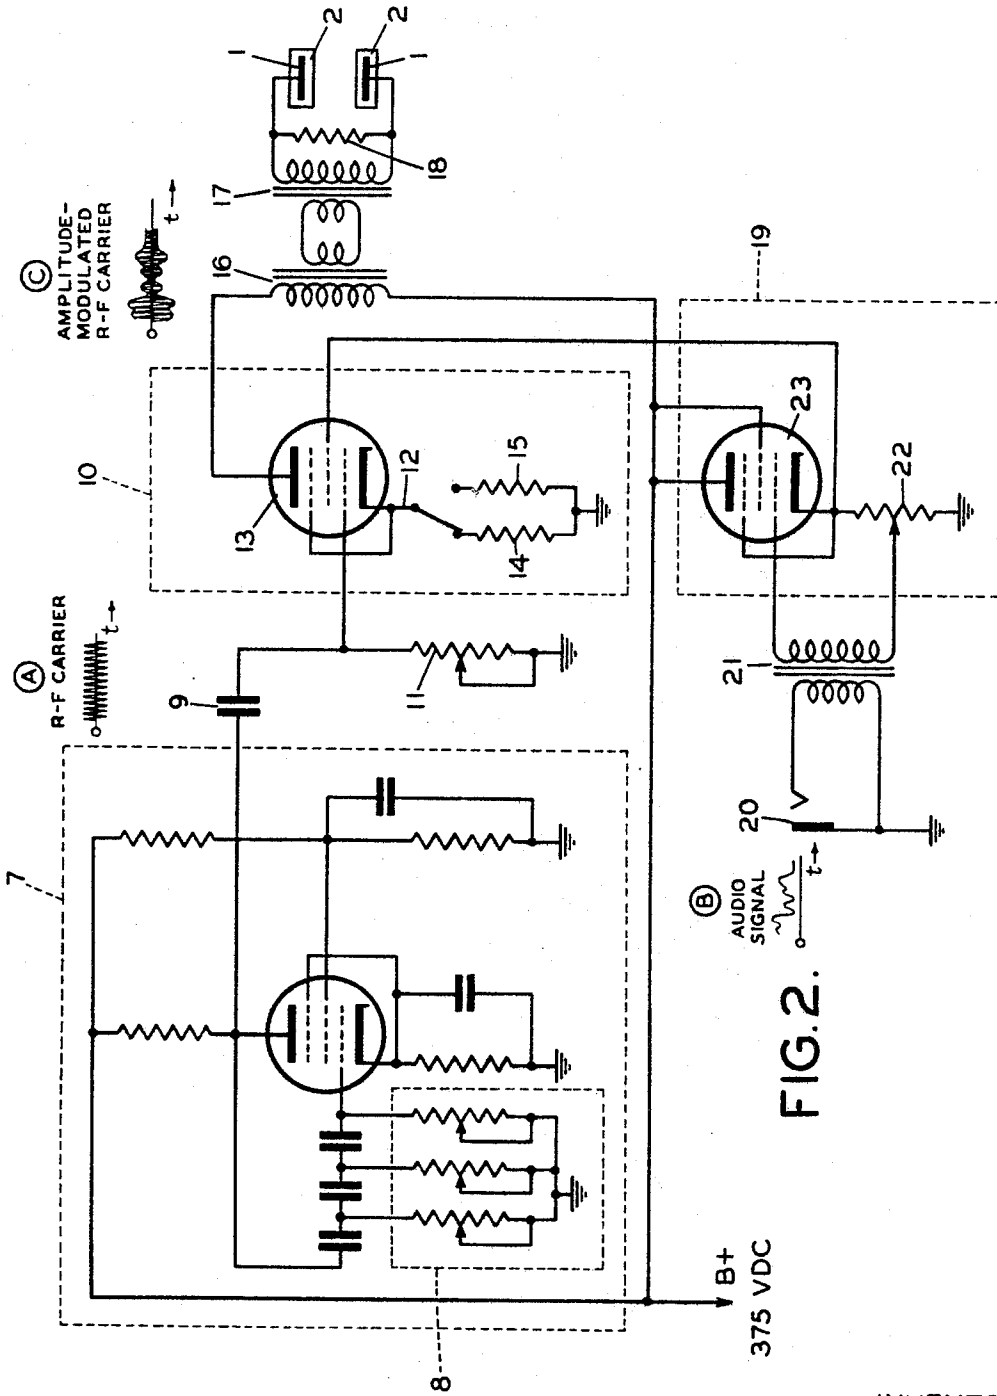 Ⓐ
R-F CARRIER
t→
Ⓒ
AMPLITUDE-
MODULATED
R-F CARRIER
t→
7
8
9
10
11
12
13
14
15
16
17
18
1
2
1
2
19
20
21
22
23
Ⓑ
AUDIO
SIGNAL
t→
B+
375 VDC
FIG. 2.